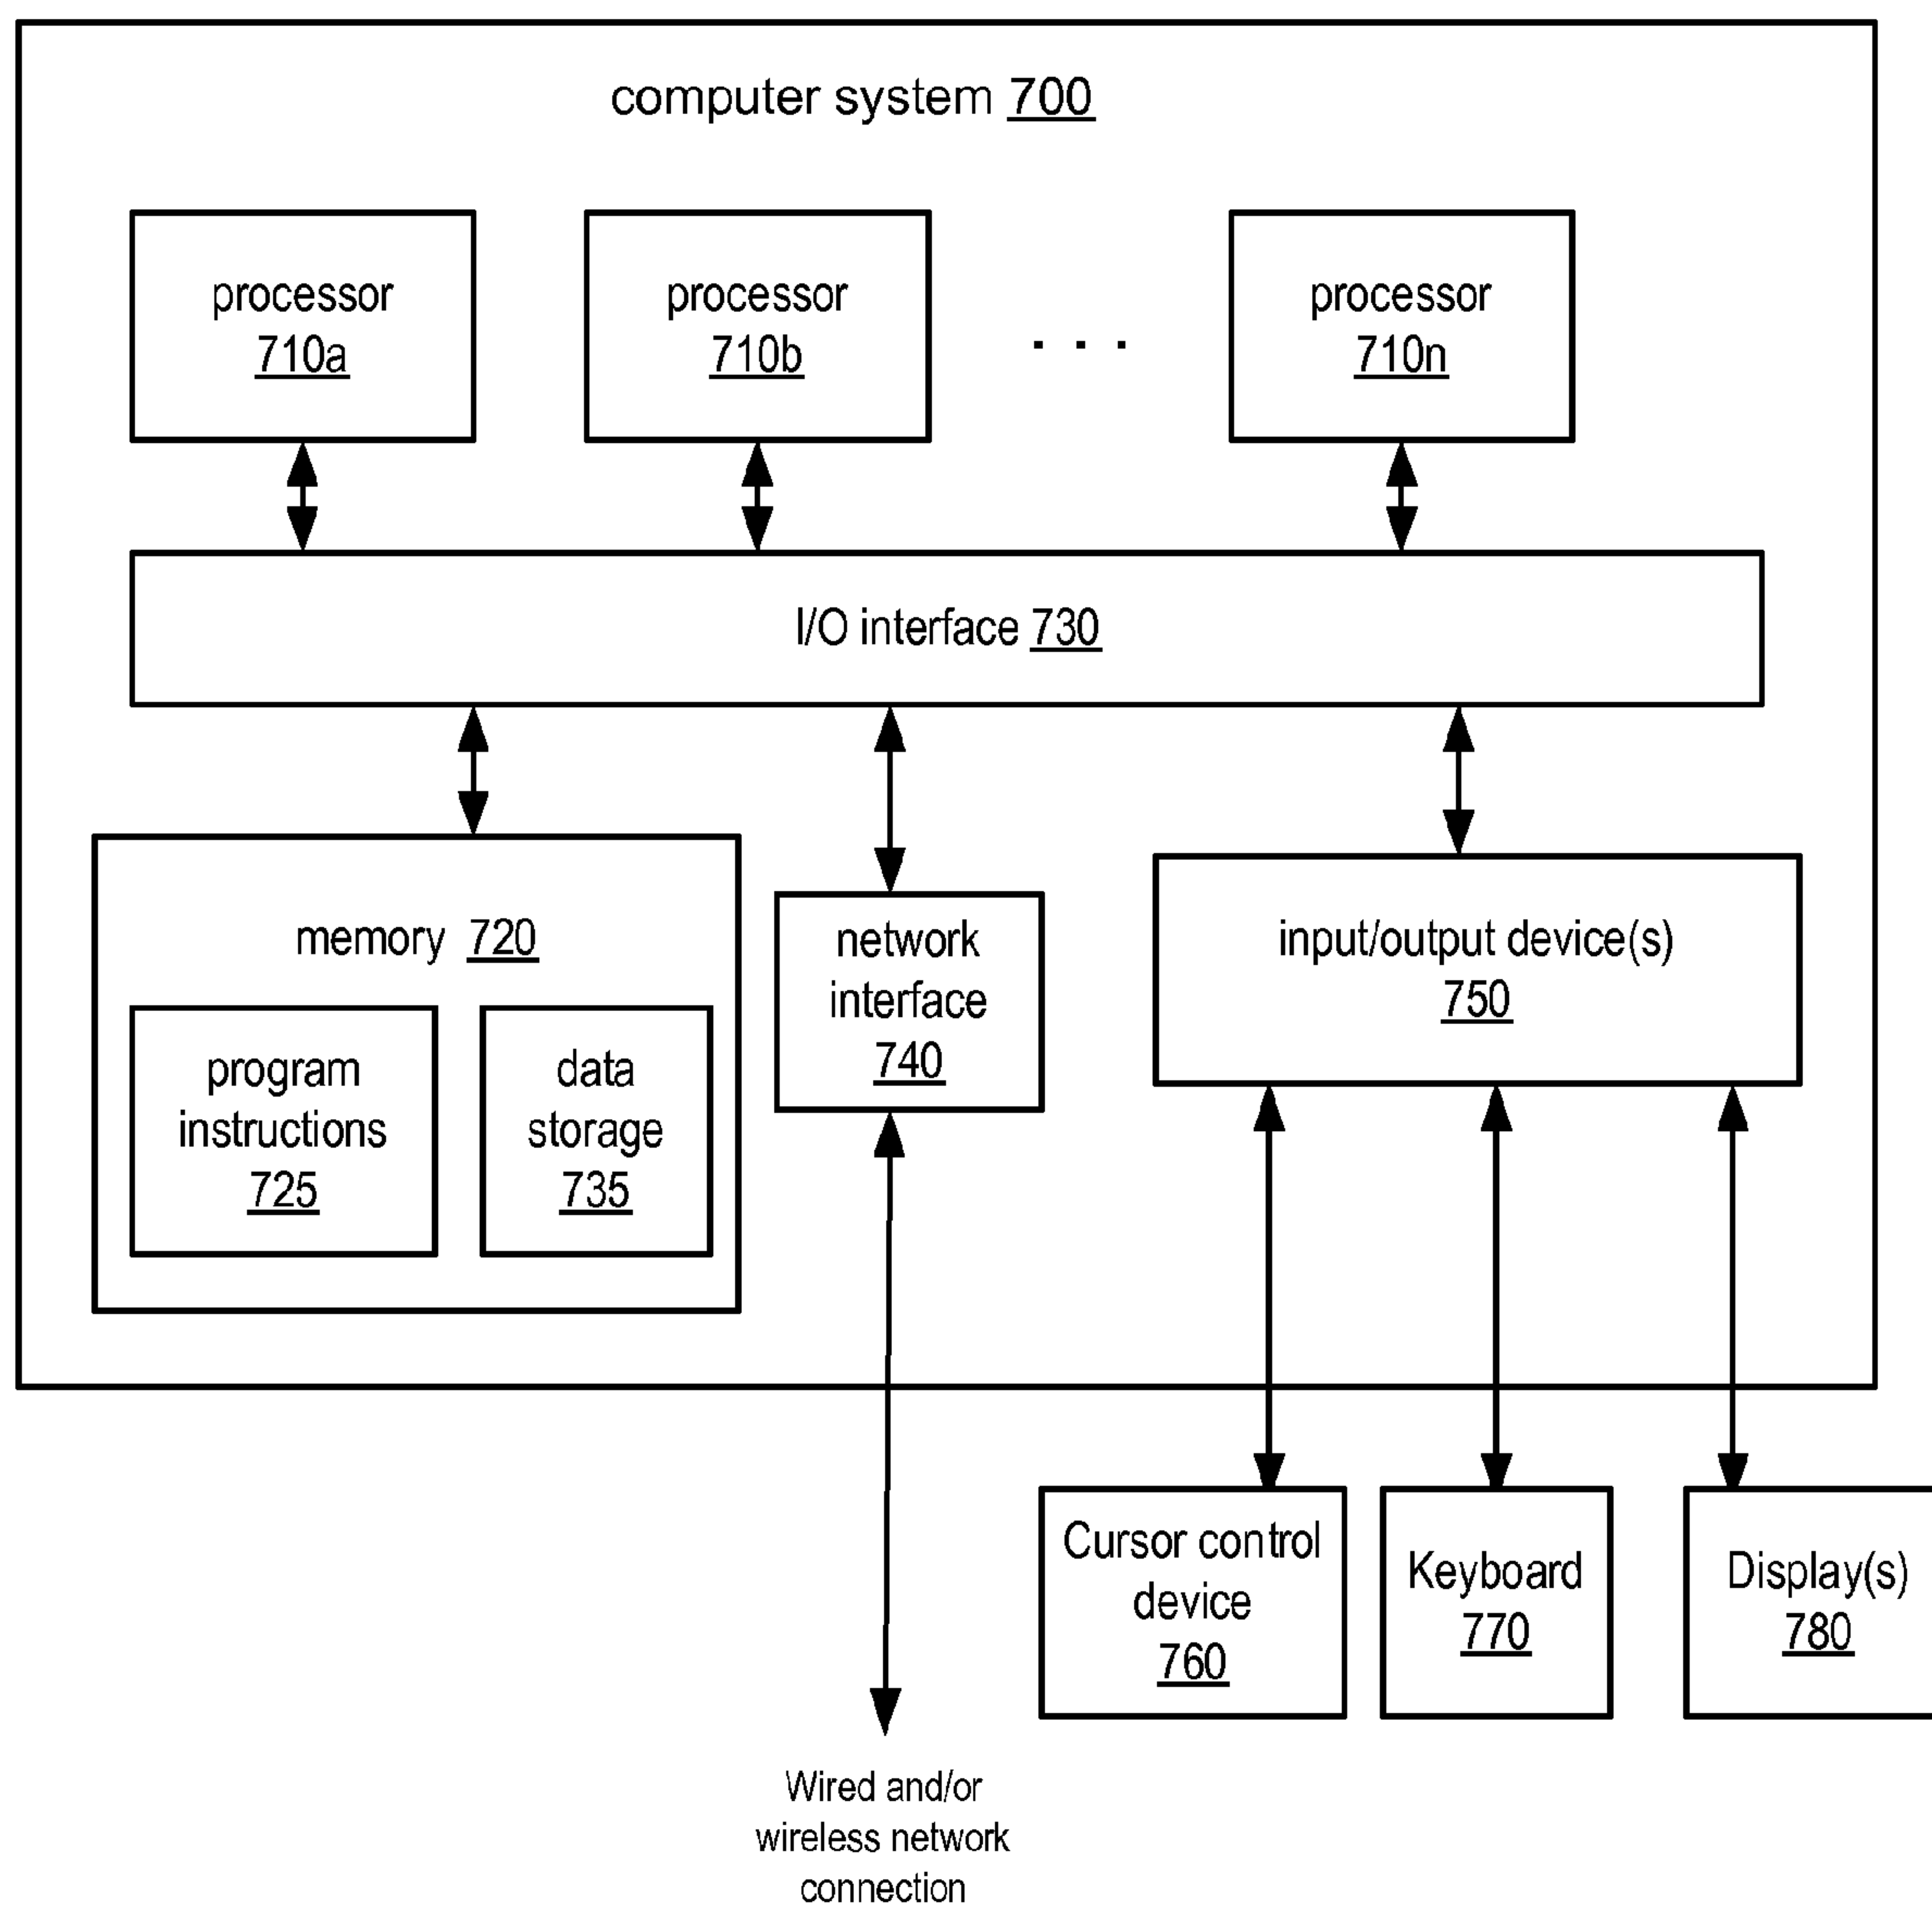 computer system 700
processor
710a
processor
710b
. . .
processor
710n
I/O interface 730
memory 720
program
instructions
725
data
storage
735
network
interface
740
input/output device(s)
750
Cursor control
device
760
Keyboard
770
Display(s)
780
Wired and/or
wireless network
connection